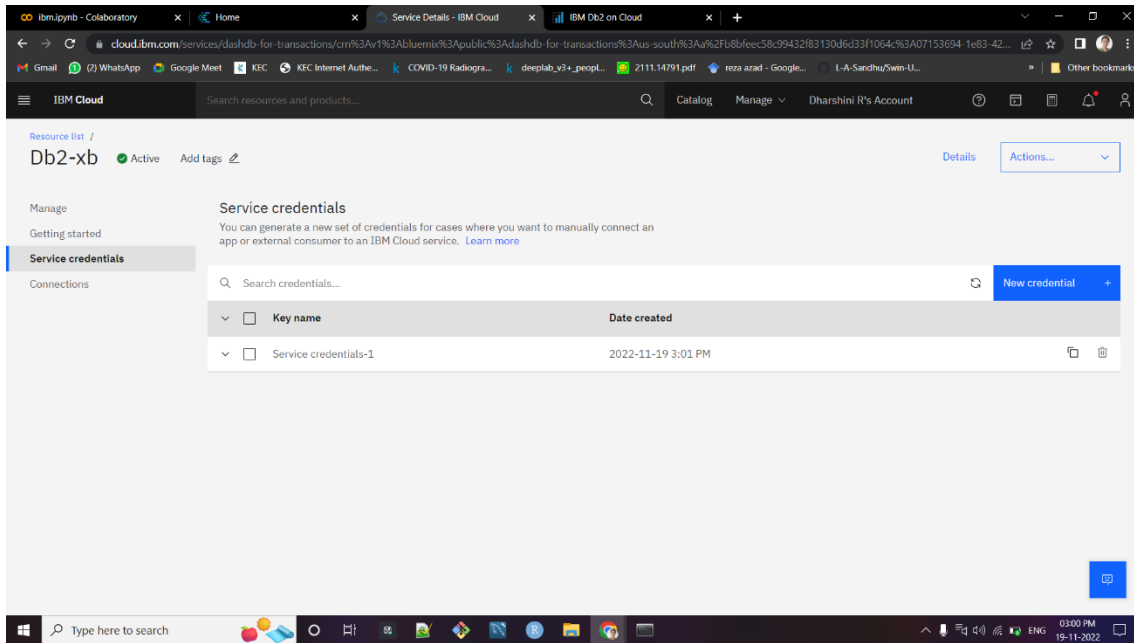 ibm.ipynb - Colaboratory
Home
Service Details - IBM Cloud
IBM Db2 on Cloud
cloud.ibm.com/services/dashdb-for-transactions/crn%3Av1%3Abluemix%3Apublic%3Adashdb-for-transactions%3Aus-south%3Aa%2Fb8bfeec58c99432f83130d6d33f1064c%3A07153694-1e83-42...
Gmail
(2) WhatsApp
Google Meet
KEC
KEC Internet Authe...
COVID-19 Radiogra...
deeplab_v3+_peopl...
2111.14791.pdf
reza azad - Google...
L-A-Sandhu/Swin-U...
»
Other bookmarks
IBM Cloud
Search resources and products...
Catalog
Manage
Dharshini R's Account
Resource list /
Db2-xb
Active
Add tags
Details
Actions...
Manage
Getting started
Service credentials
Connections
Service credentials
You can generate a new set of credentials for cases where you want to manually connect an
app or external consumer to an IBM Cloud service. Learn more
Search credentials...
New credential +
Key name
Date created
Service credentials-1
2022-11-19 3:01 PM
Type here to search
ENG
03:00 PM
19-11-2022